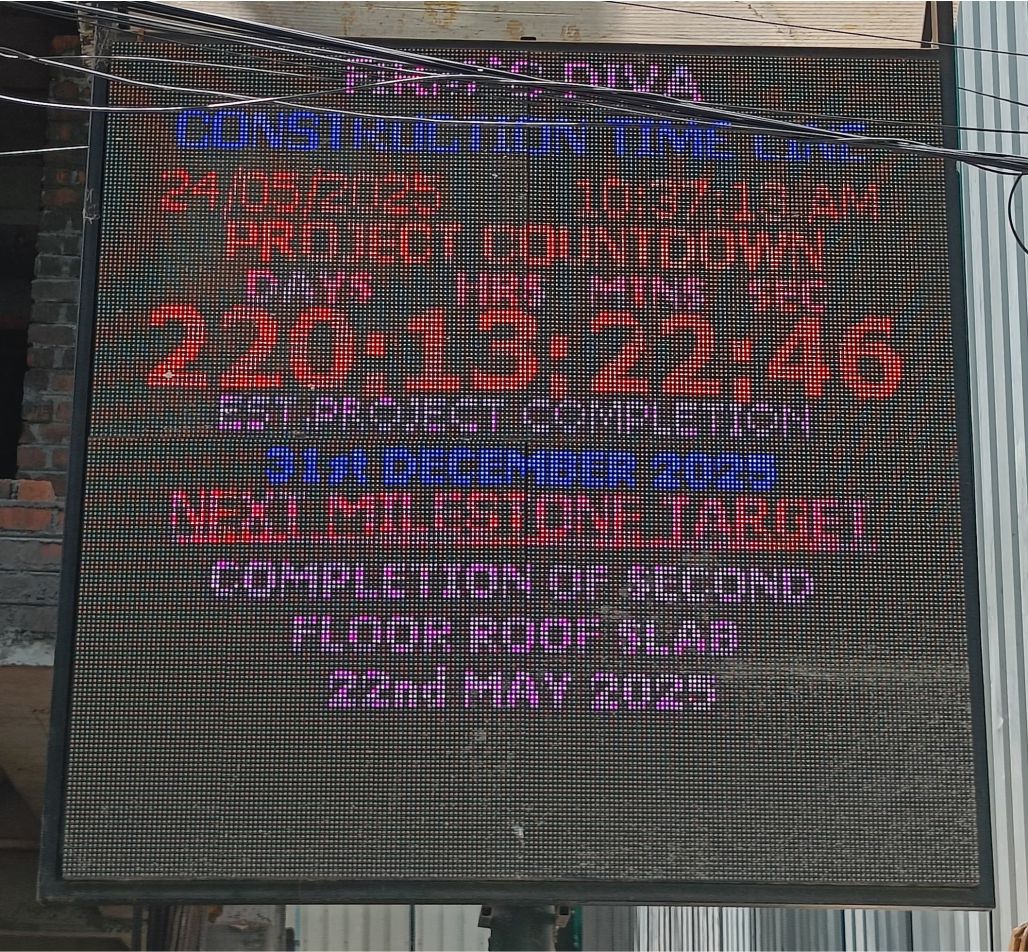 DIVA
CONSTRUCTION TIME LINE
24/05/2025 10:37:13 AM
PROJECT COUNTDOWN
DAYS HRS MINS SEC
220:13:22:46
EST.PROJECT COMPLETION
31st DECEMBER 2025
NEXT MILESTONE TARGET
COMPLETION OF SECOND
FLOOR ROOF SLAB
22nd MAY 2025